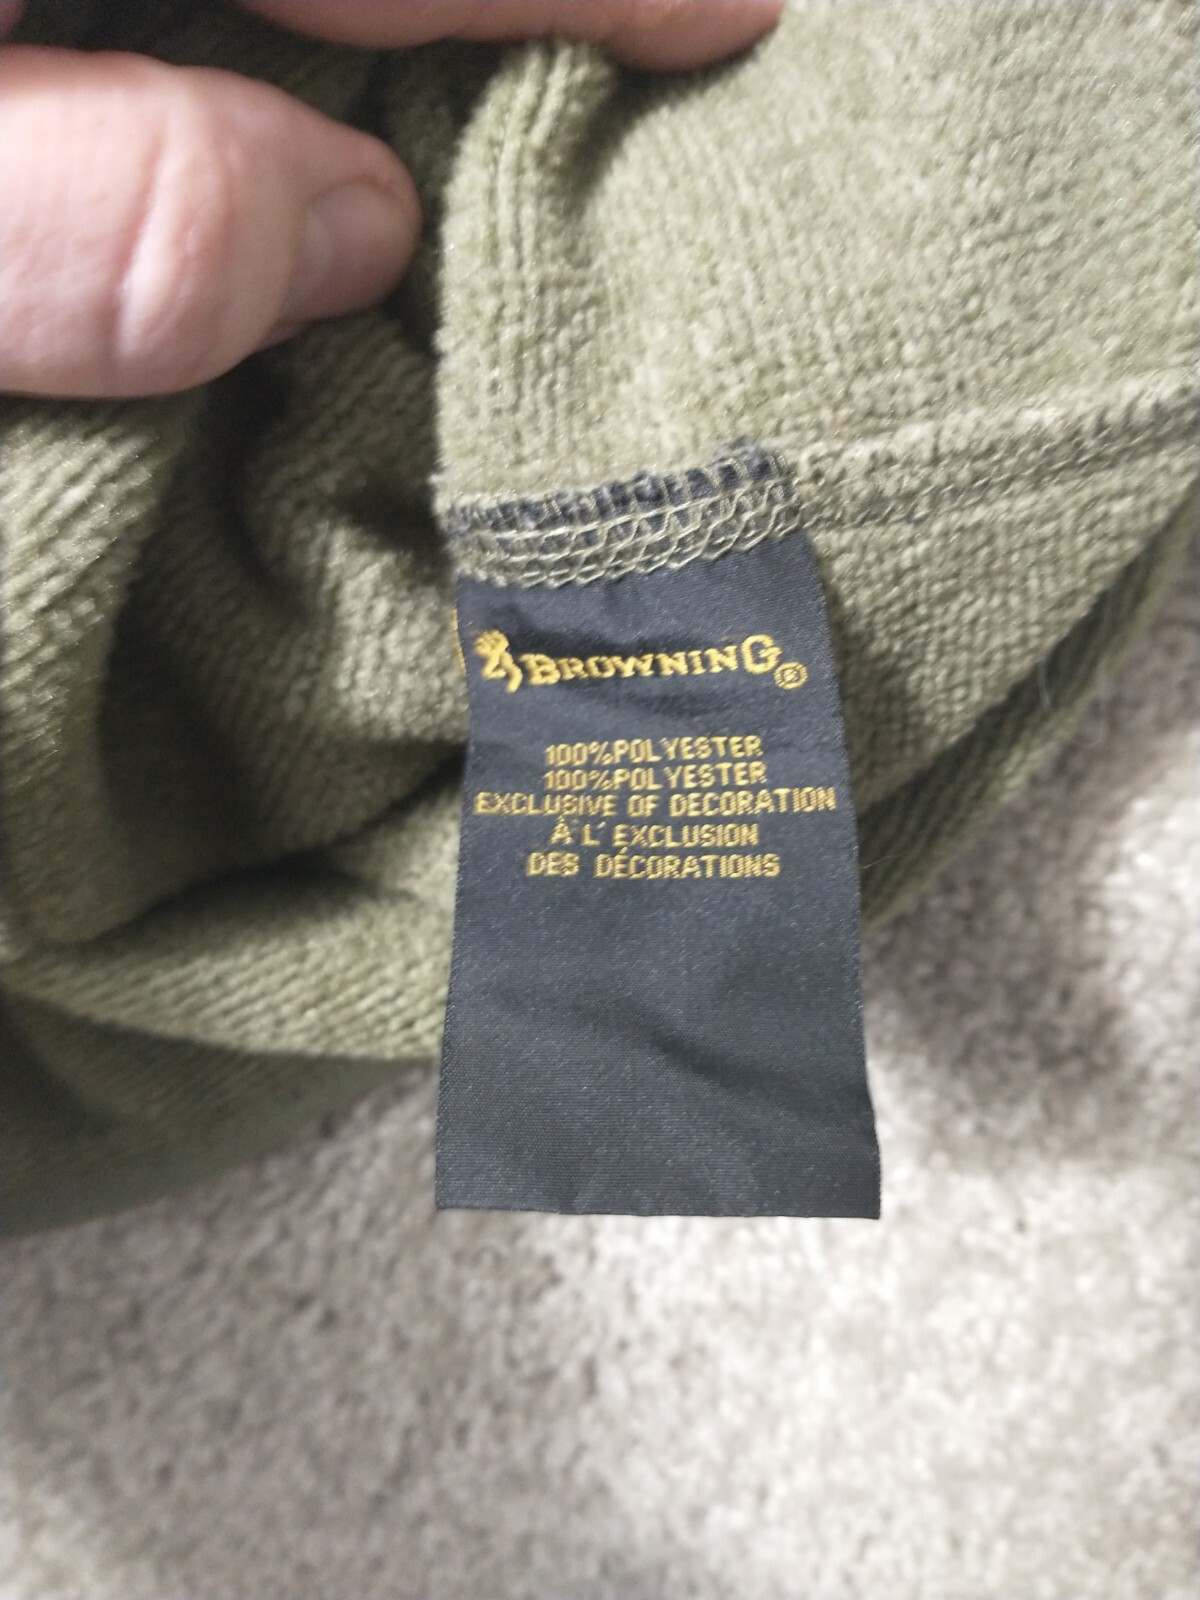 BROWNING®
100%POLYESTER
100%POLYESTER
EXCLUSIVE OF DECORATION
À L' EXCLUSION
DES DÉCORATIONS